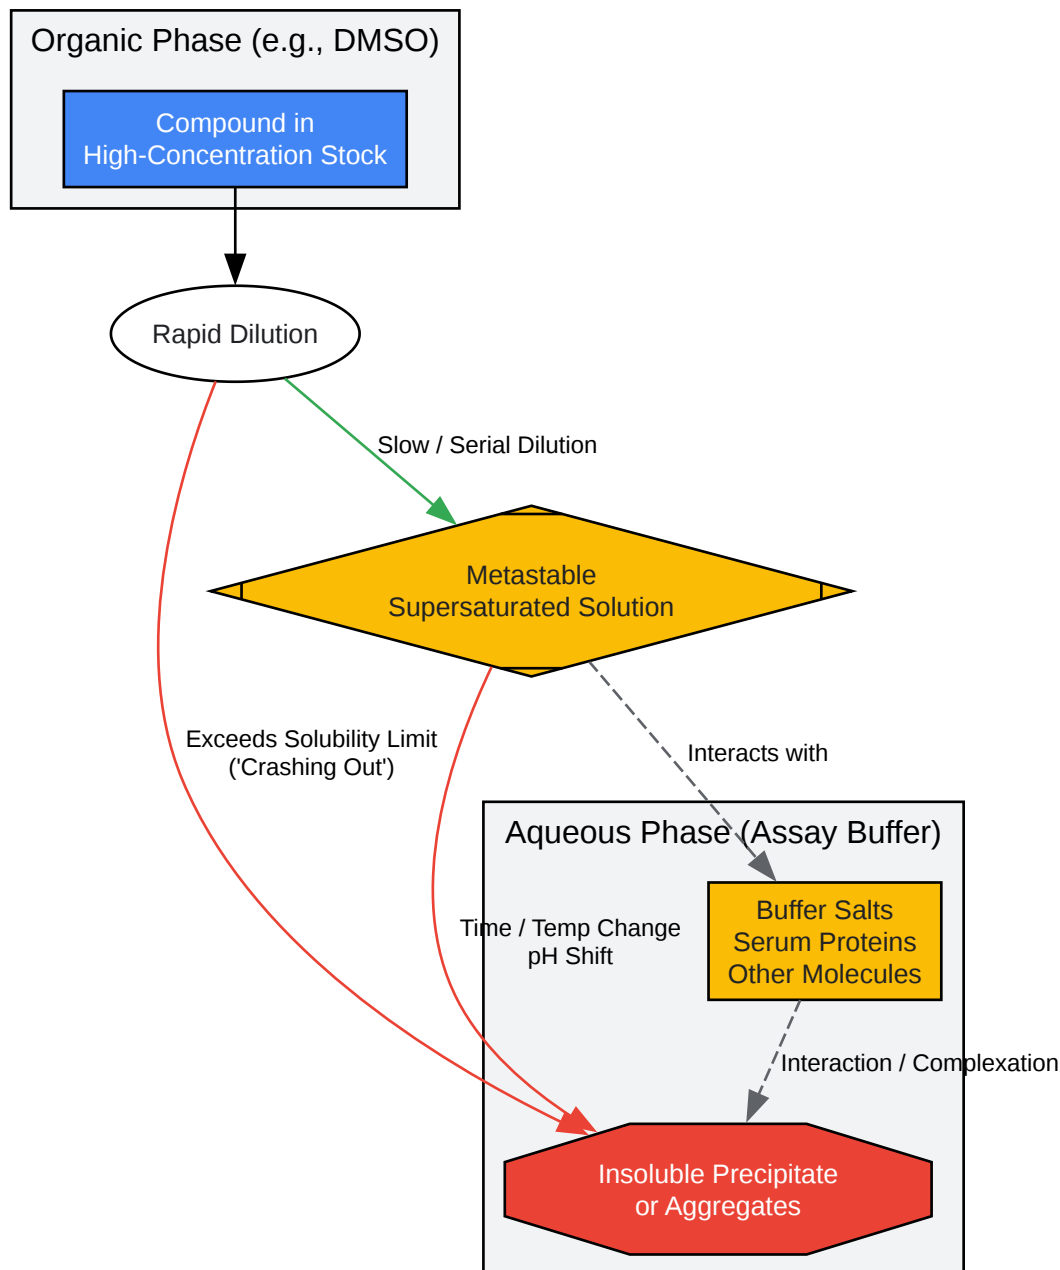 Organic Phase (e.g., DMSO)
Compound in
High-Concentration Stock
Rapid Dilution
Slow / Serial Dilution
Metastable
Supersaturated Solution
Exceeds Solubility Limit
('Crashing Out')
Interacts with
Aqueous Phase (Assay Buffer)
Buffer Salts
Serum Proteins
Other Molecules
Time / Temp Change
pH Shift
Interaction / Complexation
Insoluble Precipitate
or Aggregates